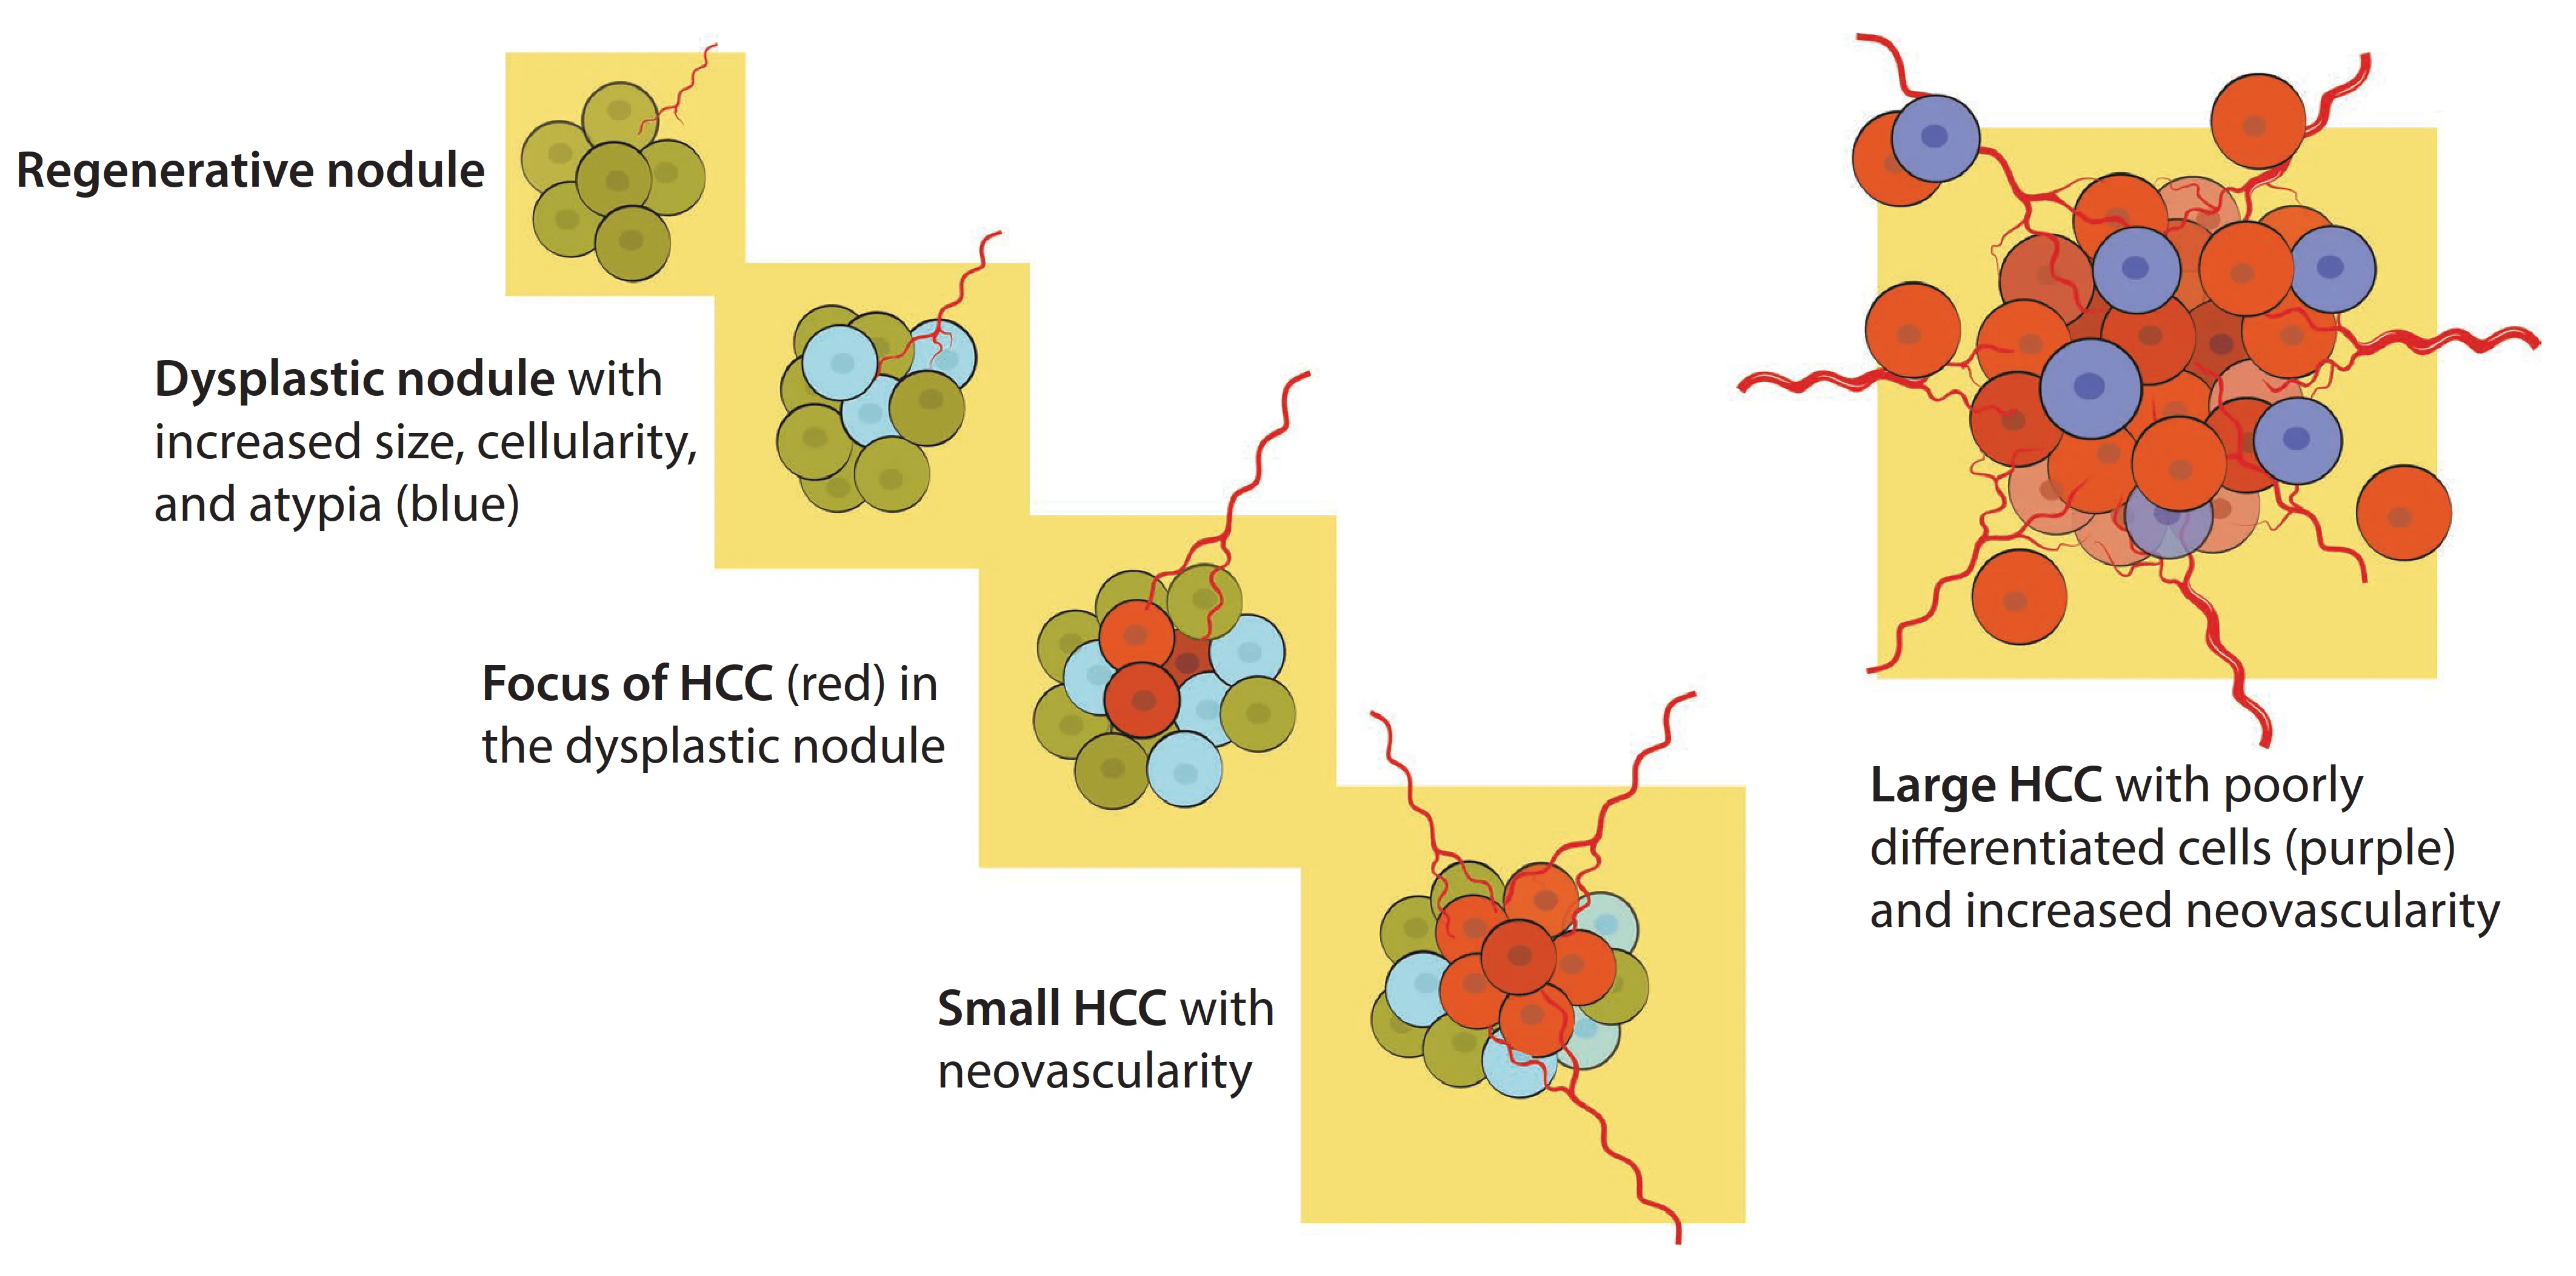 Regenerative nodule
Dysplastic nodule with
increased size, cellularity,
and atypia (blue)
Focus of HCC (red) in
the dysplastic nodule
Small HCC with
neovascularity
Large HCC with poorly
differentiated cells (purple)
and increased neovascularity